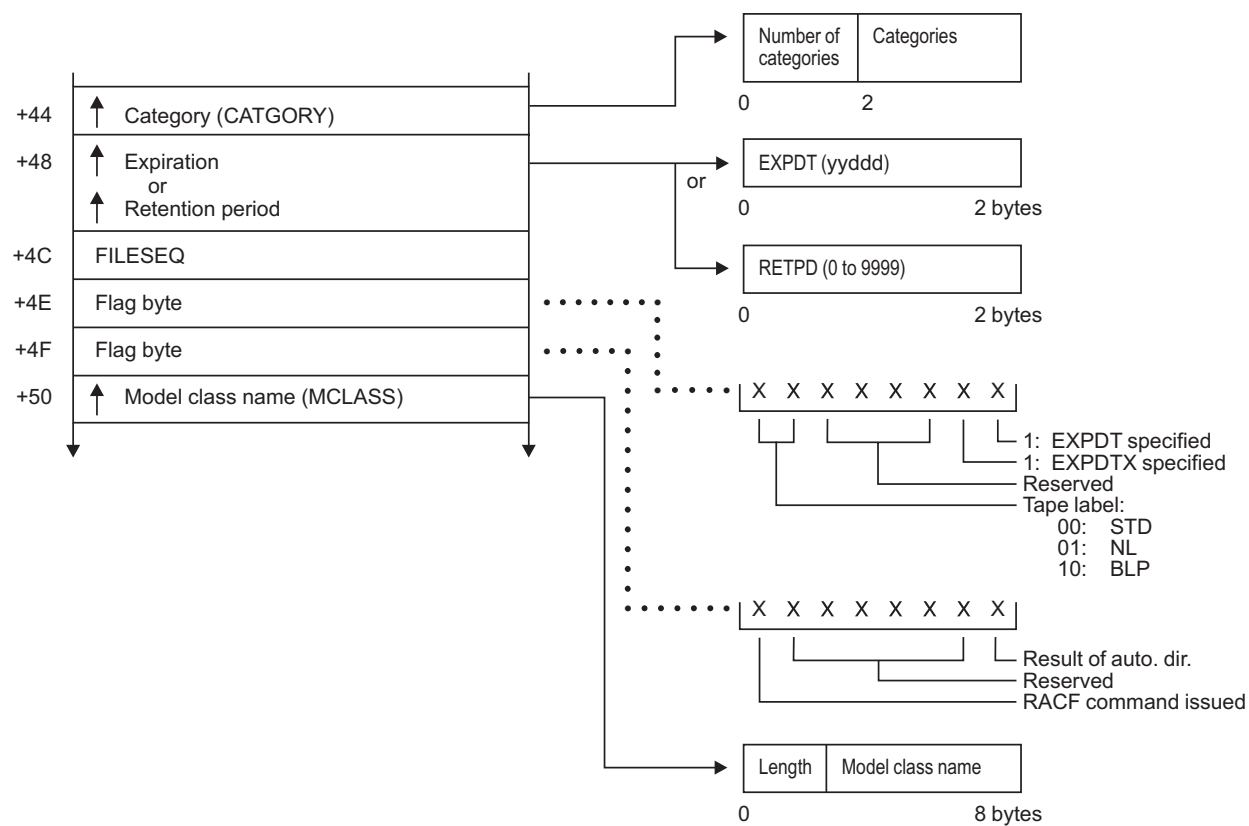 +44 Category (CATGORY)
Number of categories
Categories
0 2
+48 Expiration
or
Retention period
or
EXPDT (yyddd)
0 2 bytes
RETPD (0 to 9999)
0 2 bytes
+4C FILESEQ
+4E Flag byte
+4F Flag byte
+50 Model class name (MCLASS)
X X X X X X X X
1: EXPDT specified
1: EXPDTX specified
Reserved
Tape label:
00: STD
01: NL
10: BLP
X X X X X X X X
Result of auto. dir.
Reserved
RACF command issued
Length Model class name
0 8 bytes